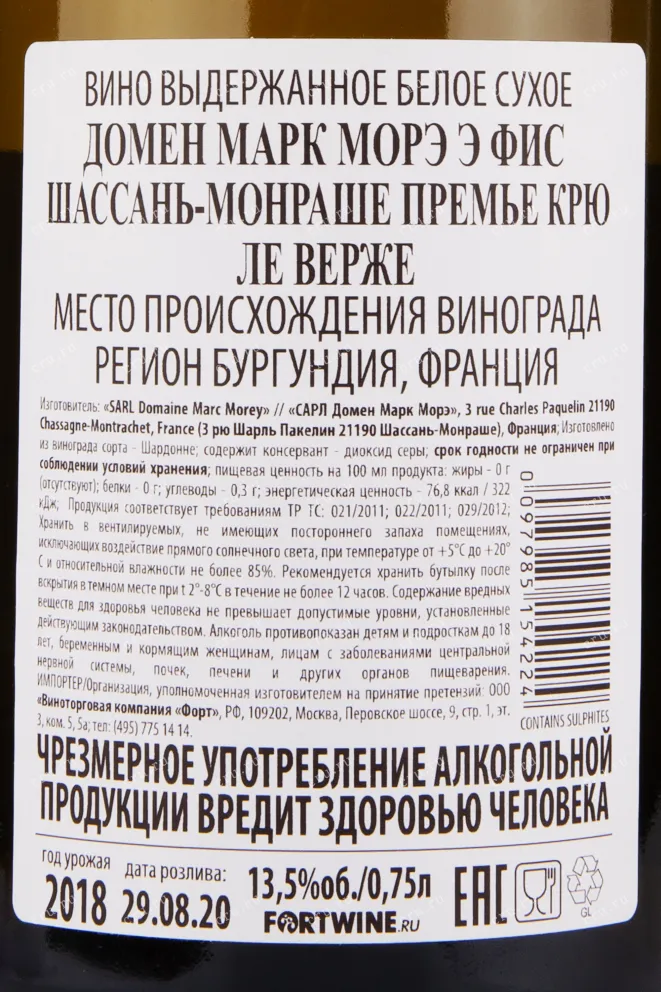 ВИНО ВЫДЕРЖАННОЕ БЕЛОЕ СУХОЕ
ДОМЕН МАРК МОРЭ Э ФИС
ШАССАНЬ-МОНРАШЕ ПРЕМЬЕ КРЮ
ЛЕ ВЕРЖЕ
МЕСТО ПРОИСХОЖДЕНИЯ ВИНОГРАДА
РЕГИОН БУРГУНДИЯ, ФРАНЦИЯ
Изготовитель: «SARL Domaine Marc Morey» // «САРЛ Домен Марк Морэ», 3 rue Charles Paquelin 21190
Chassagne-Montrachet, France (3 рю Шарль Пакелин 21190 Шассань-Монраше), Франция; Изготовлено
из винограда сорта - Шардонне; содержит консервант - диоксид серы; срок годности не ограничен при
соблюдении условий хранения; пищевая ценность на 100 мл продукта: жиры - 0 г
(отсутствуют); белки - 0 г; углеводы - 0,3 г; энергетическая ценность - 76,8 ккал / 322
кДж; Продукция соответствует требованиям ТР ТС: 021/2011; 022/2011; 029/2012;
Хранить в вентилируемых, не имеющих постороннего запаха помещениях,
исключающих воздействие прямого солнечного света, при температуре от +5°C до +20°
С и относительной влажности не более 85%. Рекомендуется хранить бутылку после
вскрытия в темном месте при t 2°-8°C в течение не более 12 часов. Содержание вредных
веществ для здоровья человека не превышает допустимые уровни, установленные
действующим законодательством. Алкоголь противопоказан детям и подросткам до 18
лет, беременным и кормящим женщинам, лицам с заболеваниями центральной
нервной системы, почек, печени и других органов пищеварения.
ИМПОРТЕР/Организация, уполномоченная изготовителем на принятие претензий: ООО
«Виноторговая компания «Форт», РФ, 109202, Москва, Перовское шоссе, 9, стр. 1, эт.
3, ком. 5, 5а; тел: (495) 775 14 14.
0 097985 154224
CONTAINS SULPHITES
ЧРЕЗМЕРНОЕ УПОТРЕБЛЕНИЕ АЛКОГОЛЬНОЙ
ПРОДУКЦИИ ВРЕДИТ ЗДОРОВЬЮ ЧЕЛОВЕКА
год урожая
2018
дата розлива:
29.08.20
13,5%об./0,75л
FORTWINE.RU
EAC
GL